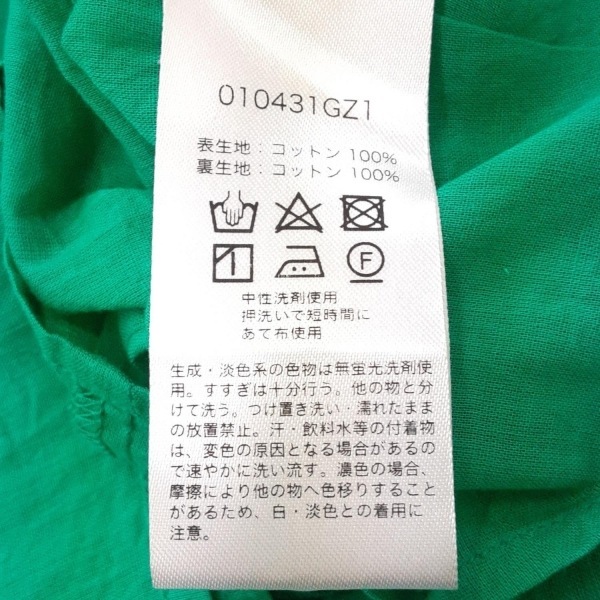 010431GZ1
表生地：コットン 100%
裏生地：コットン 100%
F
中性洗剤使用
押洗いで短時間に
あて布使用
生成・淡色系の色物は無蛍光洗剤使
用。すすぎは十分行う。他の物と分
けて洗う。つけ置き洗い・濡れたまま
の放置禁止。汗・飲料水等の付着物
は、変色の原因となる場合があるの
で速やかに洗い流す。濃色の場合、
摩擦により他の物へ色移りすること
があるため、白・淡色との着用に
注意。